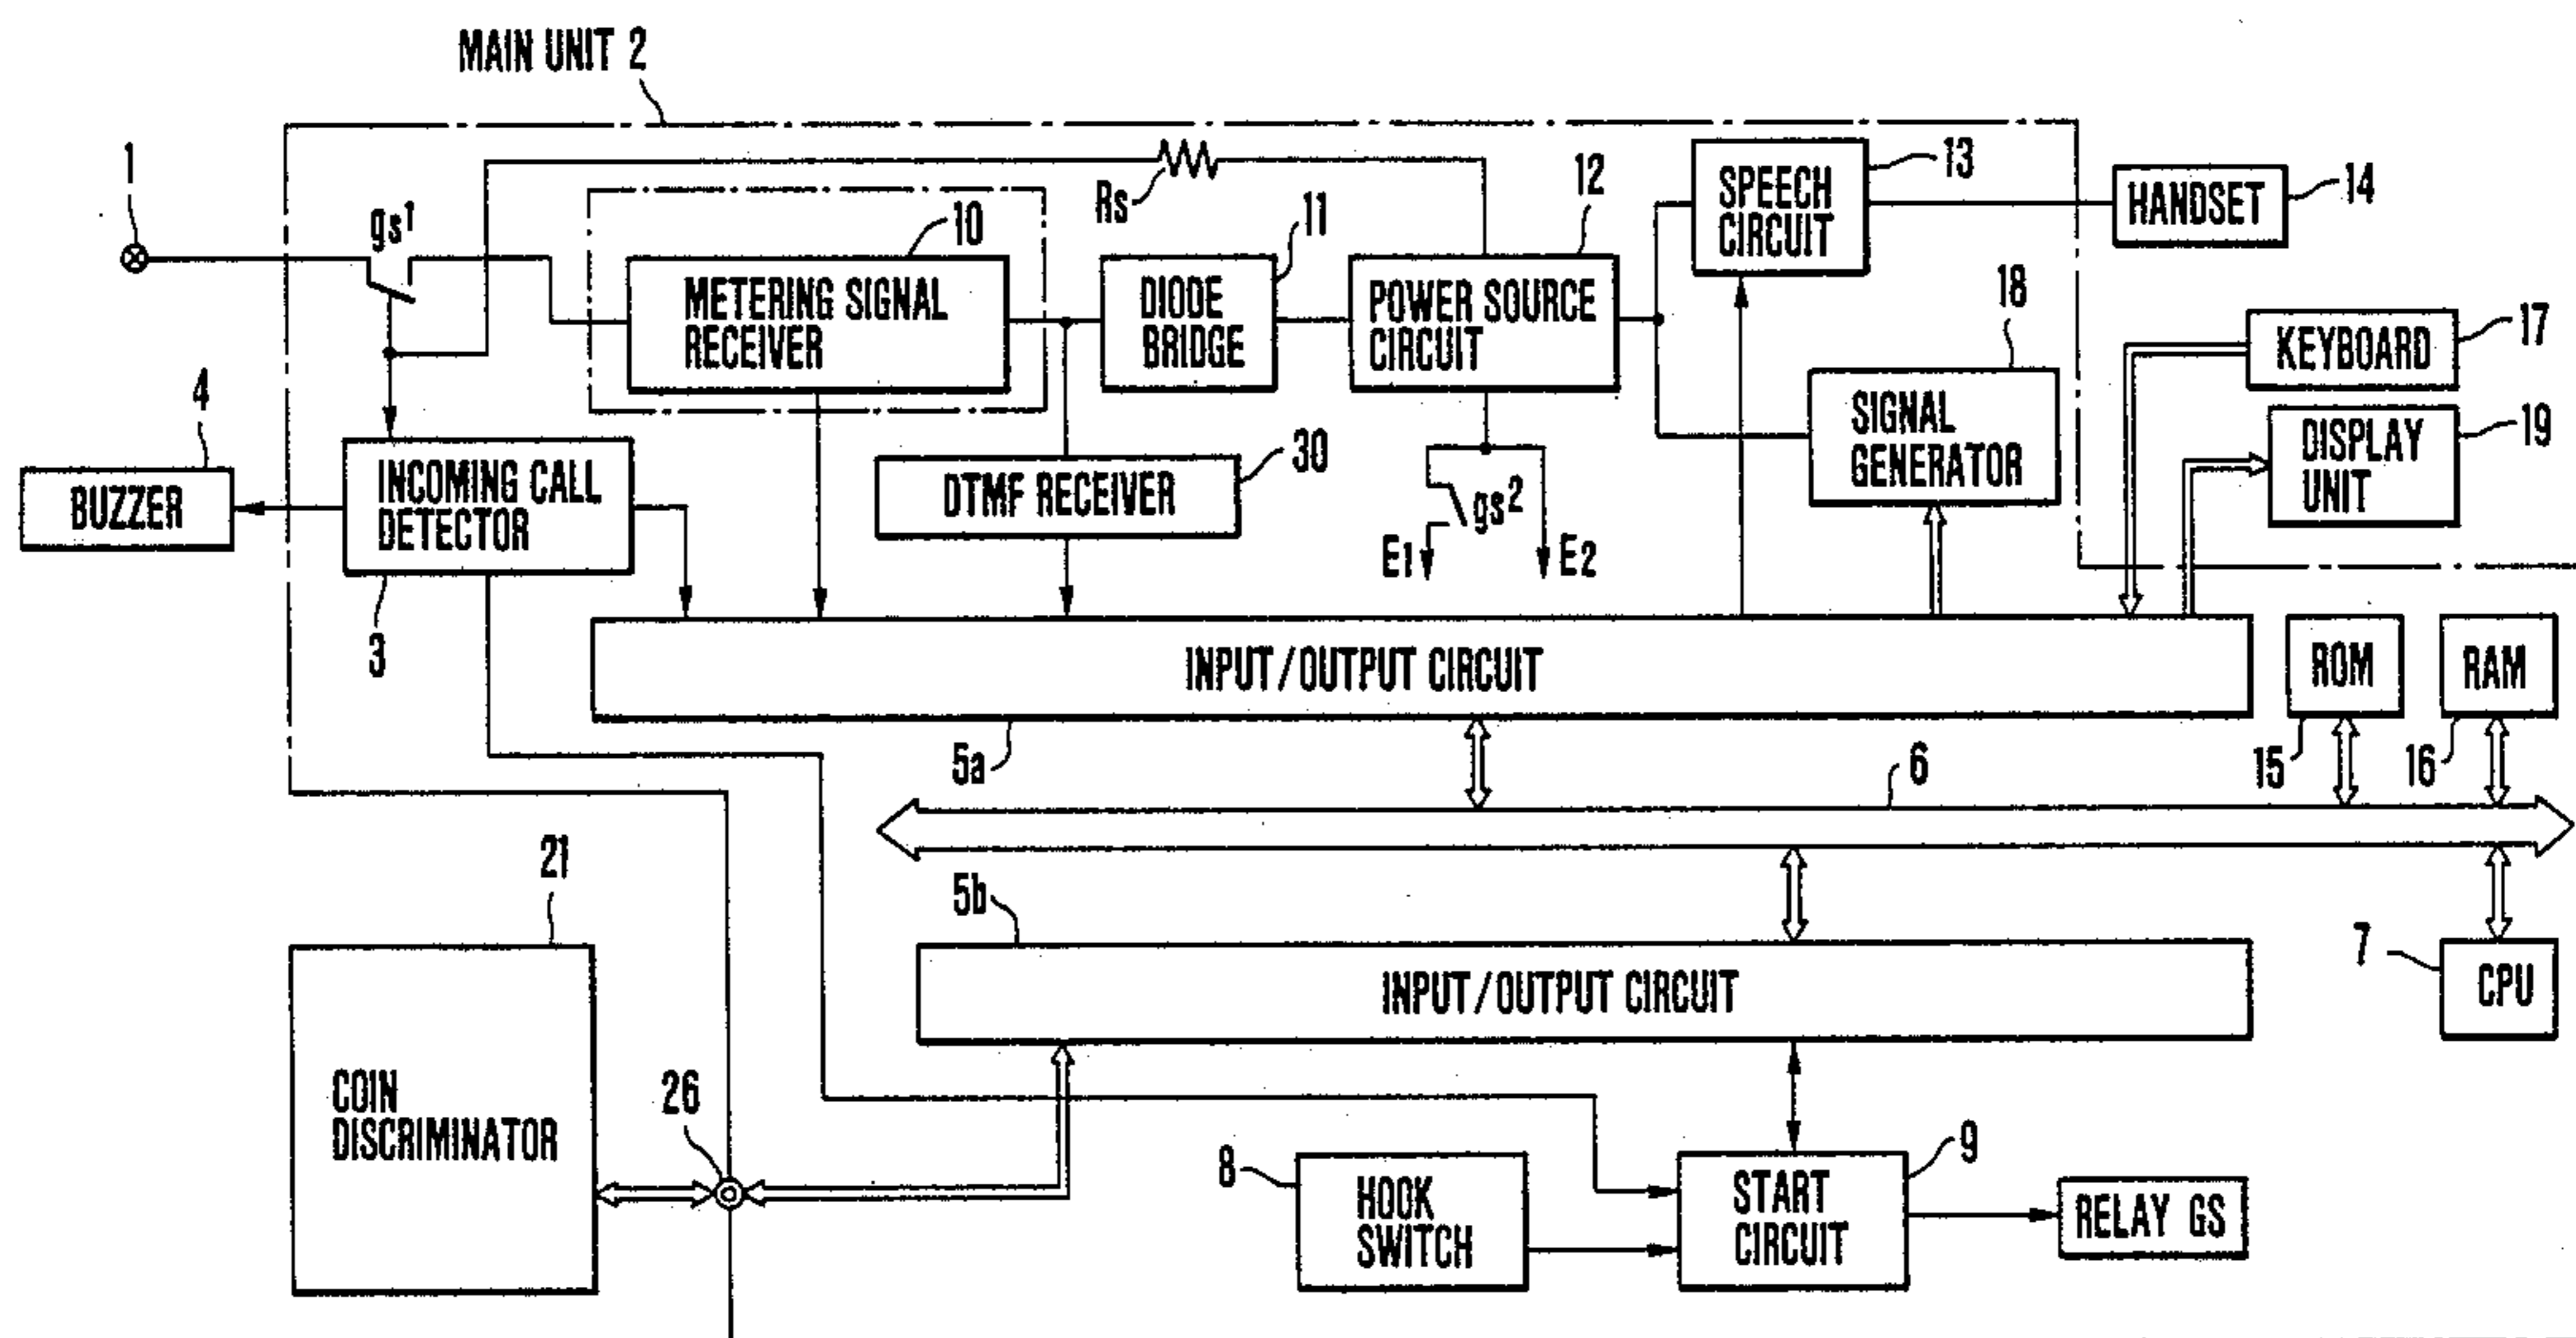 MAIN UNIT 2
1
gs1
Rs
10
METERING SIGNAL
RECEIVER
11
DIODE
BRIDGE
12
POWER SOURCE
CIRCUIT
SPEECH
CIRCUIT
13
HANDSET
14
18
SIGNAL
GENERATOR
KEYBOARD
17
DISPLAY
UNIT
19
4
BUZZER
INCOMING CALL
DETECTOR
3
DTMF RECEIVER
30
gs2
E1
E2
INPUT/OUTPUT CIRCUIT
5a
ROM
15
RAM
16
6
21
COIN
DISCRIMINATOR
26
5b
INPUT/OUTPUT CIRCUIT
7
CPU
8
HOOK
SWITCH
START
CIRCUIT
9
RELAY GS